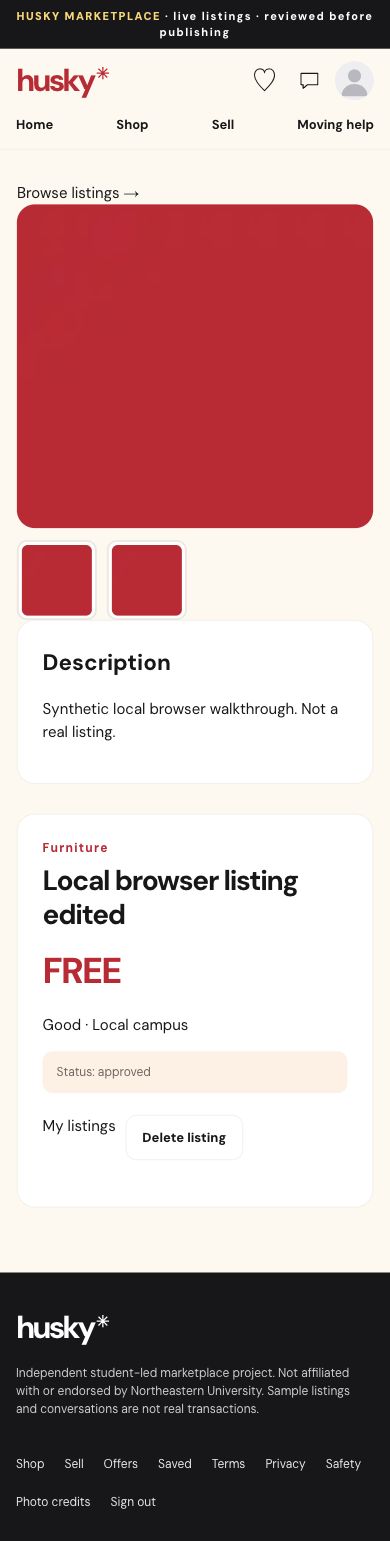 HUSKY MARKETPLACE · live listings · reviewed before
publishing
husky*
Home Shop Sell Moving help
Browse listings →
Description
Synthetic local browser walkthrough. Not a
real listing.
Furniture
Local browser listing
edited
FREE
Good · Local campus
Status: approved
My listings Delete listing
husky*
Independent student-led marketplace project. Not affiliated
with or endorsed by Northeastern University. Sample listings
and conversations are not real transactions.
Shop Sell Offers Saved Terms Privacy Safety
Photo credits Sign out